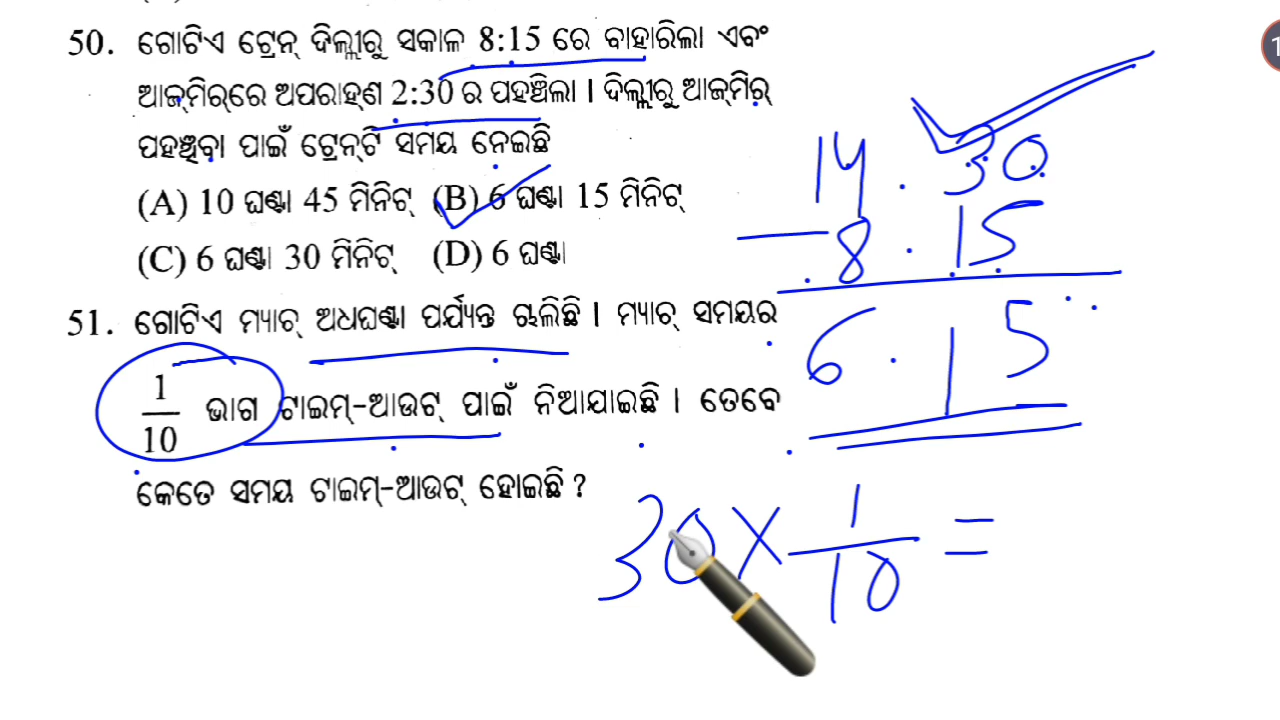 50. ଗୋଟିଏ ଟ୍ରେନ୍ ଦିଲ୍ଲୀରୁ ସକାଳ 8:15 ରେ ବାହାରିଲା ଏବଂ
ଆଜ୍‌ମିର୍‌ରେ ଅପରାହ୍ଣ 2:30 ର ପହଞ୍ଚିଲା । ଦିଲ୍ଲୀରୁ ଆଜ୍‌ମିର୍
ପହଞ୍ଚିବା ପାଇଁ ଟ୍ରେନ୍‌ଟି ସମୟ ନେଇଛି
(A) 10 ଘଣ୍ଟା 45 ମିନିଟ୍ (B) 6 ଘଣ୍ଟା 15 ମିନିଟ୍
(C) 6 ଘଣ୍ଟା 30 ମିନିଟ୍ (D) 6 ଘଣ୍ଟା
14.30
- 8.15
6.15
51. ଗୋଟିଏ ମ୍ୟାଚ୍ ଅଧଘଣ୍ଟା ପର୍ଯ୍ୟନ୍ତ ଚାଲିଛି । ମ୍ୟାଚ୍ ସମୟର
1/10 ଭାଗ ଟାଇମ୍-ଆଉଟ୍ ପାଇଁ ନିଆଯାଇଛି । ତେବେ
କେତେ ସମୟ ଟାଇମ୍-ଆଉଟ୍ ହୋଇଛି ?
30 × 1/10 =